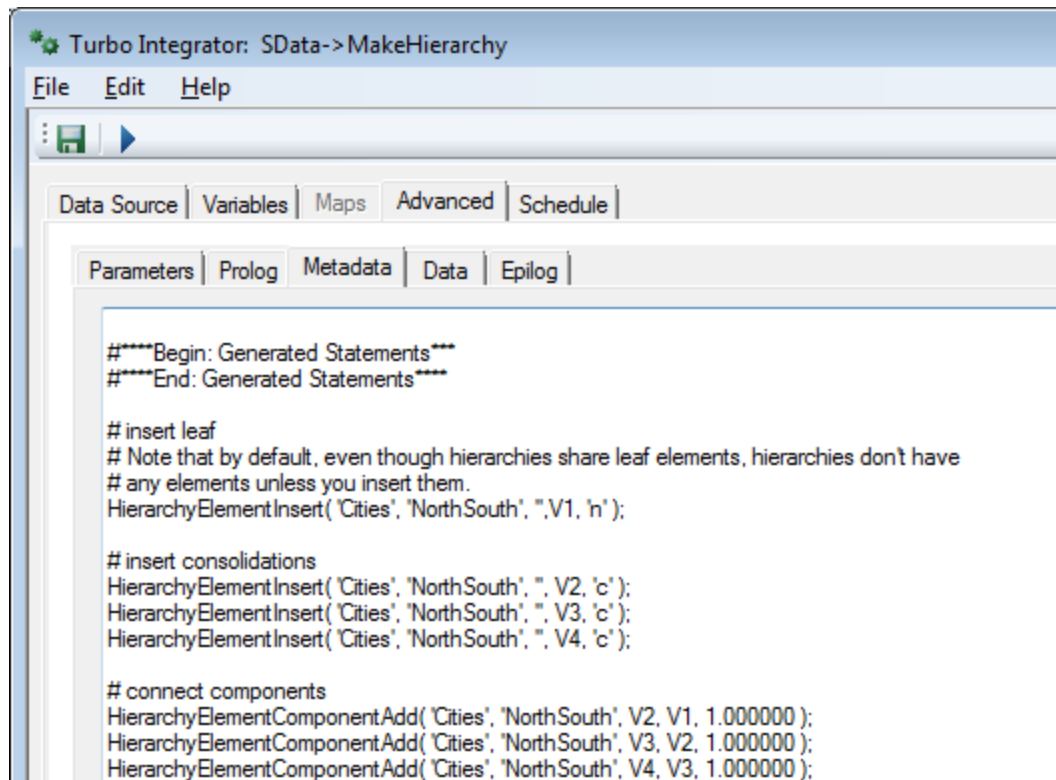 Turbo Integrator: SData->MakeHierarchy
File Edit Help
Data Source Variables Maps Advanced Schedule
Parameters Prolog Metadata Data Epilog
#****Begin: Generated Statements***
#****End: Generated Statements****
# insert leaf
# Note that by default, even though hierarchies share leaf elements, hierarchies don't have
# any elements unless you insert them.
HierarchyElementInsert( 'Cities', 'NorthSouth', '',V1, 'n' );
# insert consolidations
HierarchyElementInsert( 'Cities', 'NorthSouth', '', V2, 'c' );
HierarchyElementInsert( 'Cities', 'NorthSouth', '', V3, 'c' );
HierarchyElementInsert( 'Cities', 'NorthSouth', '', V4, 'c' );
# connect components
HierarchyElementComponentAdd( 'Cities', 'NorthSouth', V2, V1, 1.000000 );
HierarchyElementComponentAdd( 'Cities', 'NorthSouth', V3, V2, 1.000000 );
HierarchyElementComponentAdd( 'Cities', 'NorthSouth', V4, V3, 1.000000 );